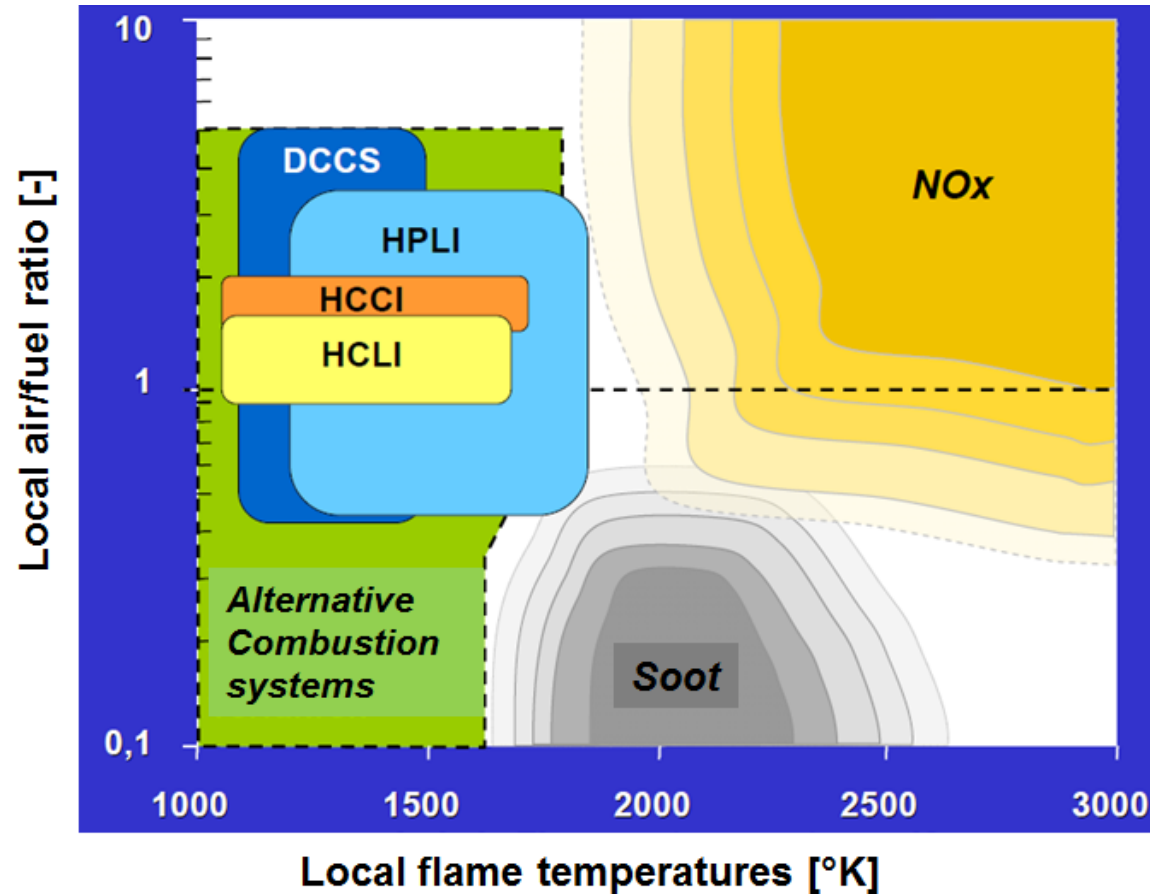 10
DCCS
NOx
HPLI
HCCI
HCLI
1
Local air/fuel ratio [-]
Alternative
Combustion
systems
Soot
0,1
1000 1500 2000 2500 3000
Local flame temperatures [°K]